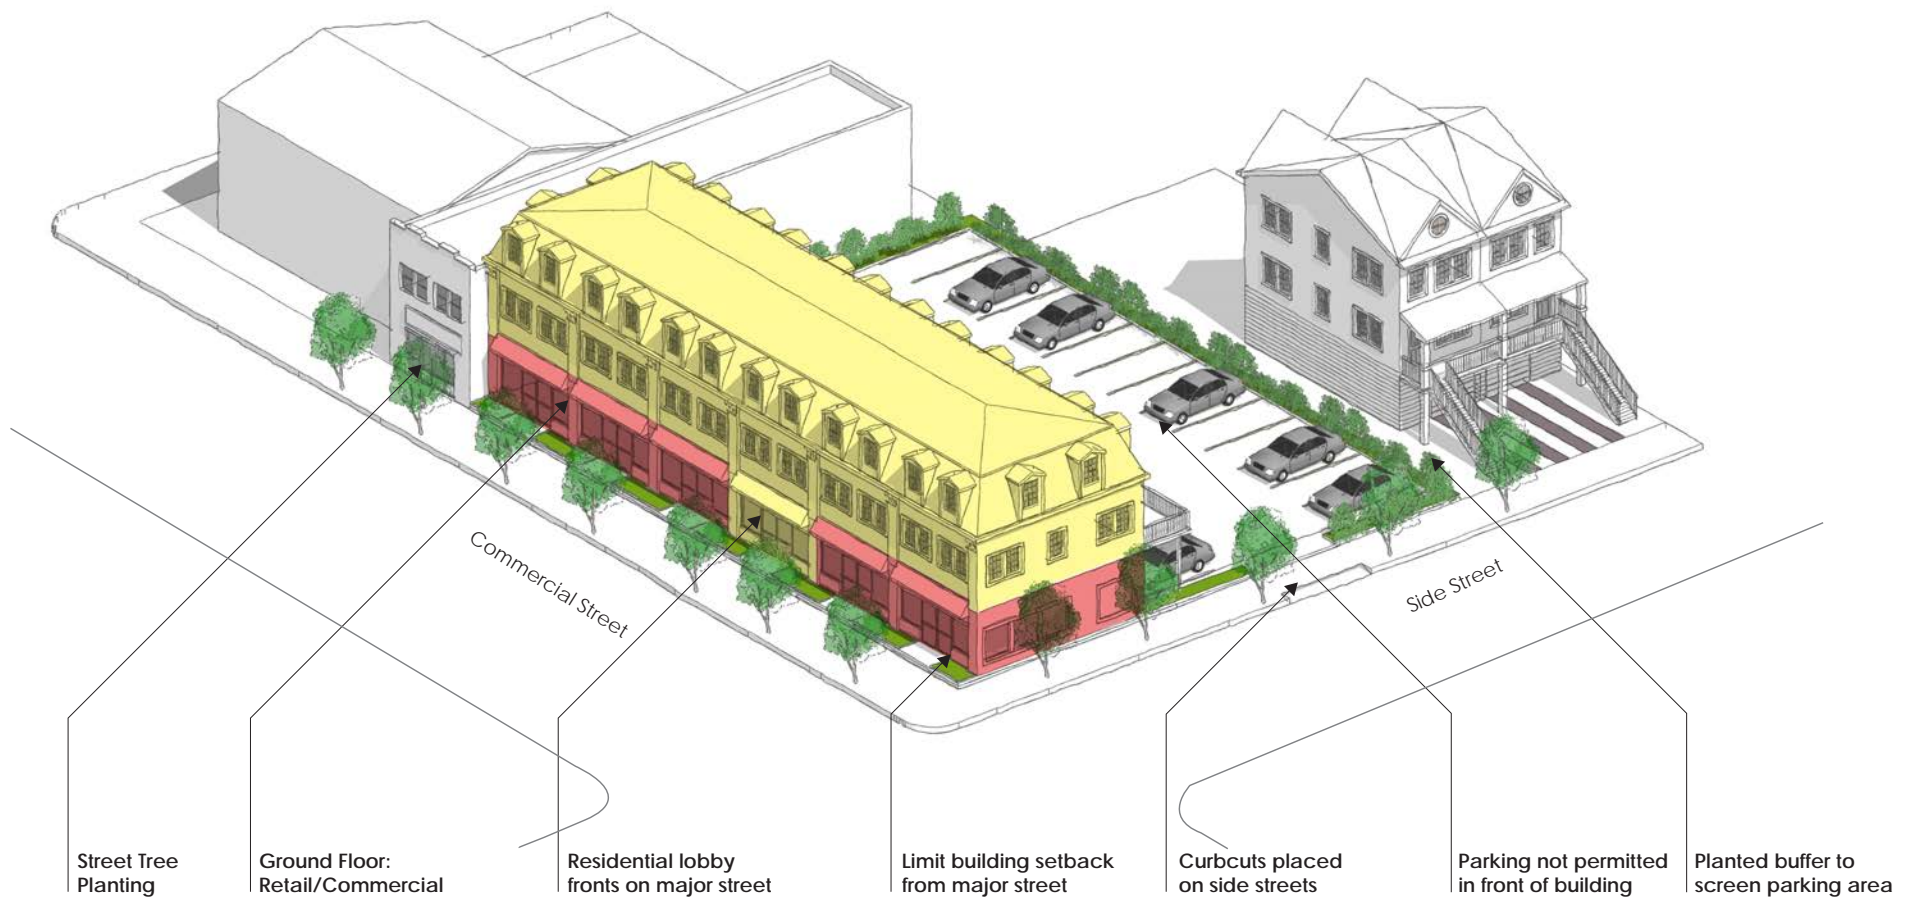 Commercial Street
Side Street
Street Tree
Planting
Ground Floor:
Retail/Commercial
Residential lobby
fronts on major street
Limit building setback
from major street
Curbcuts placed
on side streets
Parking not permitted
in front of building
Planted buffer to
screen parking area